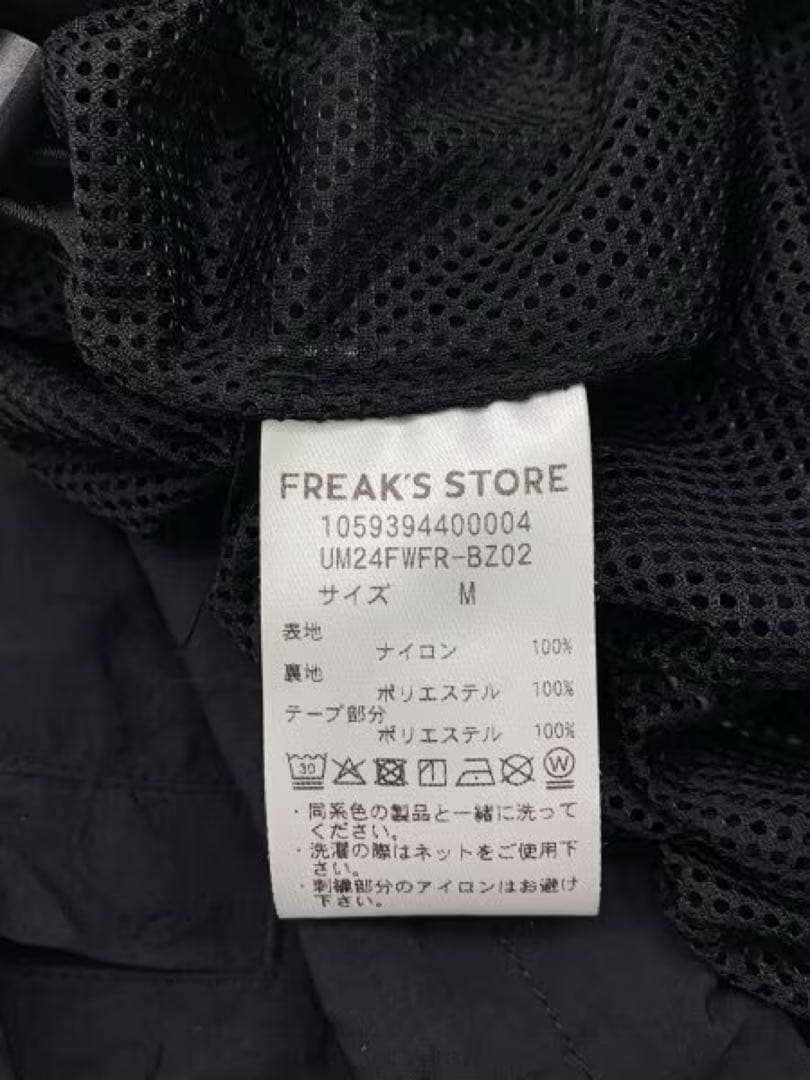 FREAK'S STORE
1059394400004
UM24FWFR-BZ02
サイズ M
表地
ナイロン 100%
裏地
ポリエステル 100%
テープ部分
ポリエステル 100%
30 W
・同系色の製品と一緒に洗って
ください。
・洗濯の際はネットをご使用下
さい。
・刺繍部分のアイロンはお避け
下さい。